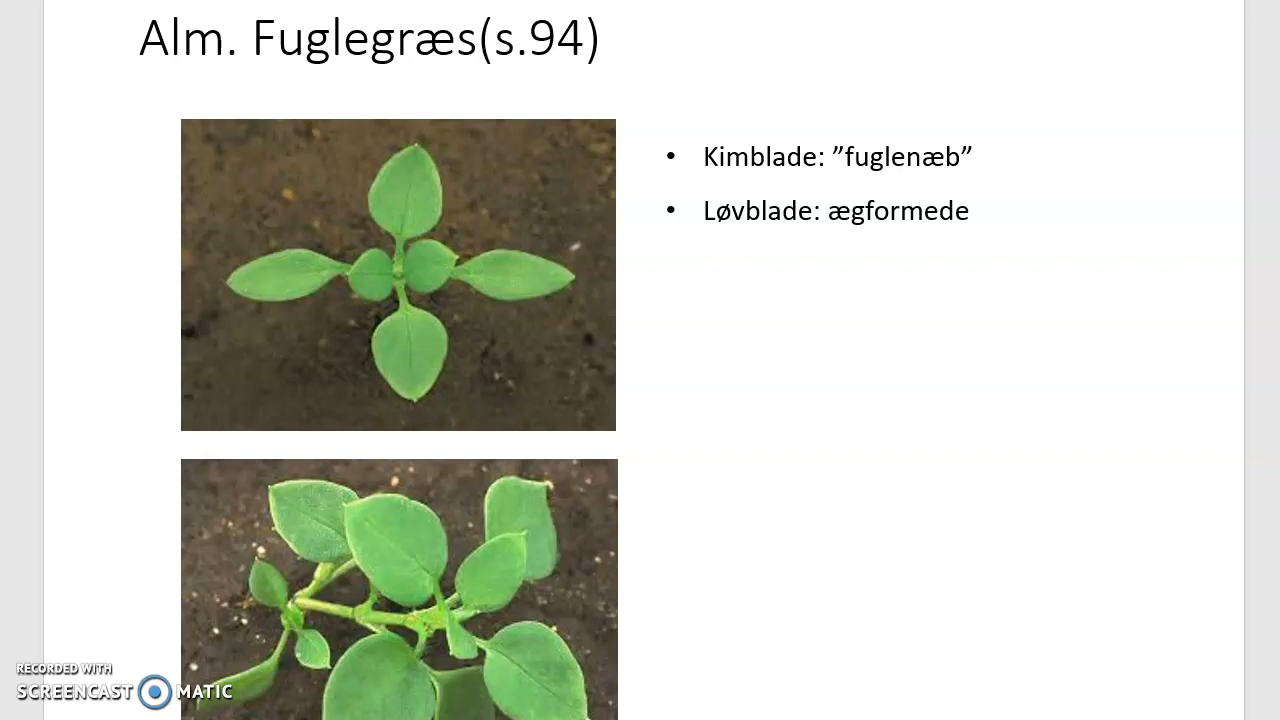 Alm. Fuglegræs(s.94)
• Kimblade: ”fuglenæb”
• Løvblade: ægformede
RECORDED WITH
SCREENCAST MATIC